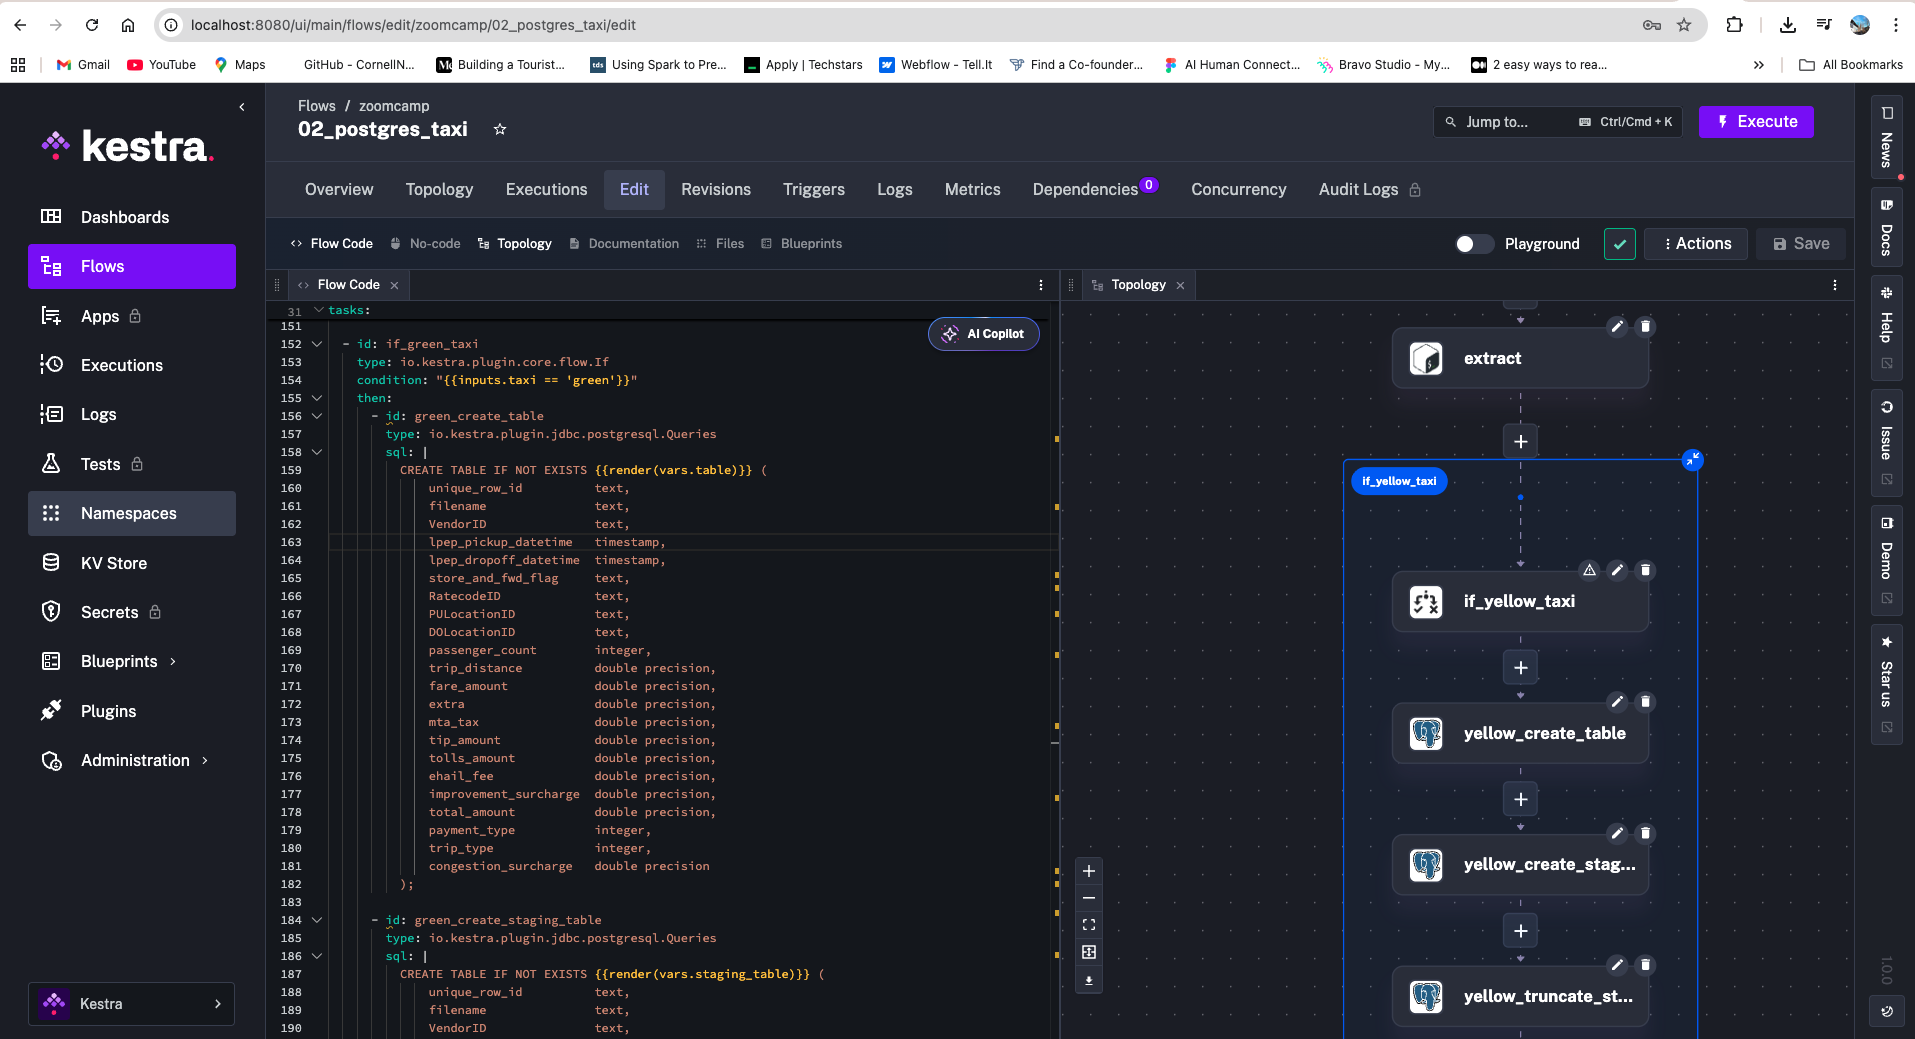 localhost:8080/ui/main/flows/edit/zoomcamp/02_postgres_taxi/edit
Gmail
YouTube
Maps
GitHub - CornellN...
Building a Tourist...
Using Spark to Pre...
Apply | Techstars
Webflow - Tell.It
Find a Co-founder...
AI Human Connect...
Bravo Studio - My...
2 easy ways to rea...
All Bookmarks
kestra.
Dashboards
Flows
Apps
Executions
Logs
Tests
Namespaces
KV Store
Secrets
Blueprints
Plugins
Administration
Kestra
Flows / zoomcamp
02_postgres_taxi
Jump to...
Ctrl/Cmd + K
Execute
Overview
Topology
Executions
Edit
Revisions
Triggers
Logs
Metrics
Dependencies 0
Concurrency
Audit Logs
Flow Code
No-code
Topology
Documentation
Files
Blueprints
Playground
Actions
Save
Flow Code
AI Copilot
31 tasks:
151
152 - id: if_green_taxi
153 type: io.kestra.plugin.core.flow.If
154 condition: "{{inputs.taxi == 'green'}}"
155 then:
156 - id: green_create_table
157 type: io.kestra.plugin.jdbc.postgresql.Queries
158 sql: |
159 CREATE TABLE IF NOT EXISTS {{render(vars.table)}} (
160 unique_row_id text,
161 filename text,
162 VendorID text,
163 lpep_pickup_datetime timestamp,
164 lpep_dropoff_datetime timestamp,
165 store_and_fwd_flag text,
166 RatecodeID text,
167 PULocationID text,
168 DOLocationID text,
169 passenger_count integer,
170 trip_distance double precision,
171 fare_amount double precision,
172 extra double precision,
173 mta_tax double precision,
174 tip_amount double precision,
175 tolls_amount double precision,
176 ehail_fee double precision,
177 improvement_surcharge double precision,
178 total_amount double precision,
179 payment_type integer,
180 trip_type integer,
181 congestion_surcharge double precision
182 );
183
184 - id: green_create_staging_table
185 type: io.kestra.plugin.jdbc.postgresql.Queries
186 sql: |
187 CREATE TABLE IF NOT EXISTS {{render(vars.staging_table)}} (
188 unique_row_id text,
189 filename text,
190 VendorID text,
Topology
extract
if_yellow_taxi
if_yellow_taxi
yellow_create_table
yellow_create_stag...
yellow_truncate_st...
News
Docs
Help
Issue
Demo
Star us
1.0.0